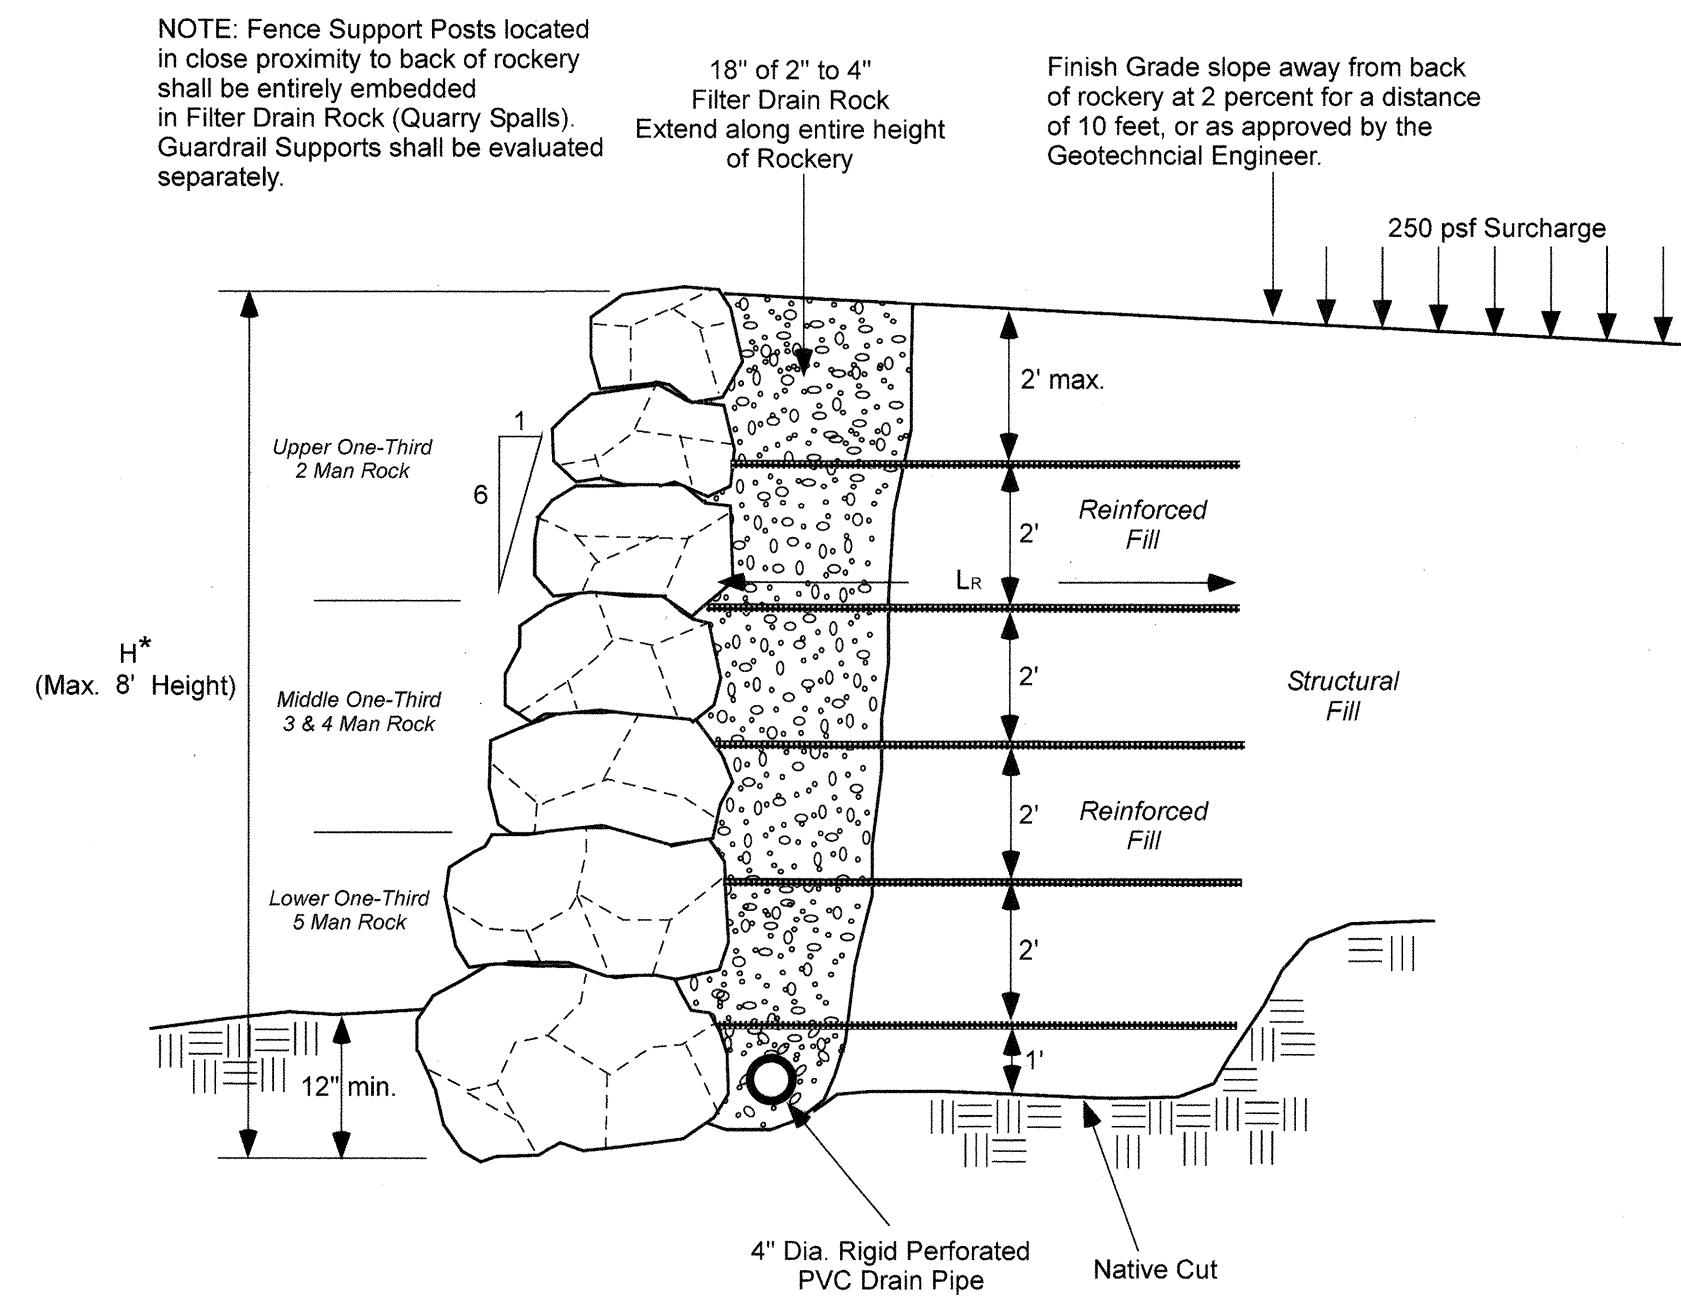 NOTE: Fence Support Posts located
in close proximity to back of rockery
shall be entirely embedded
in Filter Drain Rock (Quarry Spalls).
Guardrail Supports shall be evaluated
separately.
18" of 2" to 4"
Filter Drain Rock
Extend along entire height
of Rockery
Finish Grade slope away from back
of rockery at 2 percent for a distance
of 10 feet, or as approved by the
Geotechncial Engineer.
250 psf Surcharge
2' max.
1
6
Upper One-Third
2 Man Rock
2'
Reinforced
Fill
LR
H*
(Max. 8' Height)
Middle One-Third
3 & 4 Man Rock
2'
Structural
Fill
2'
Reinforced
Fill
Lower One-Third
5 Man Rock
2'
12" min.
1'
4" Dia. Rigid Perforated
PVC Drain Pipe
Native Cut